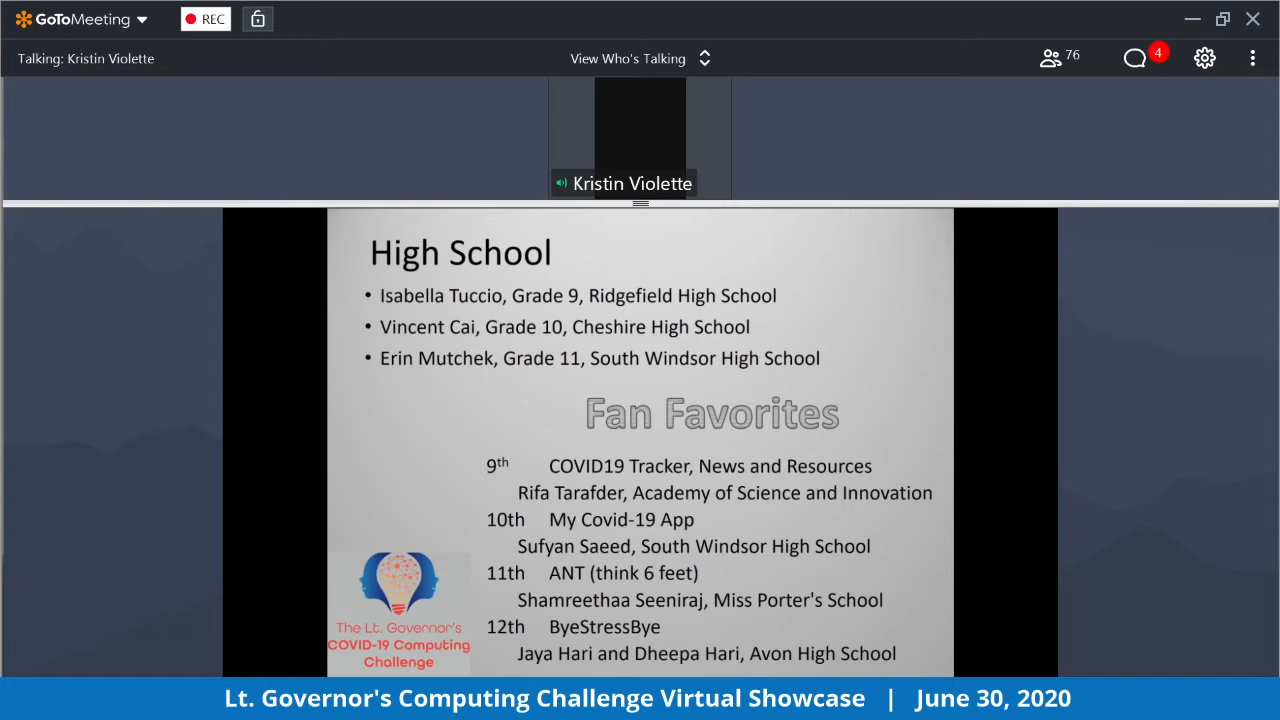 GoToMeeting
REC
Talking: Kristin Violette
View Who's Talking
76
4
Kristin Violette
High School
• Isabella Tuccio, Grade 9, Ridgefield High School
• Vincent Cai, Grade 10, Cheshire High School
• Erin Mutchek, Grade 11, South Windsor High School
Fan Favorites
9th COVID19 Tracker, News and Resources
Rifa Tarafder, Academy of Science and Innovation
10th My Covid-19 App
Sufyan Saeed, South Windsor High School
11th ANT (think 6 feet)
Shamreethaa Seeniraj, Miss Porter's School
12th ByeStressBye
Jaya Hari and Dheepa Hari, Avon High School
The Lt. Governor's
COVID-19 Computing
Challenge
Lt. Governor's Computing Challenge Virtual Showcase | June 30, 2020